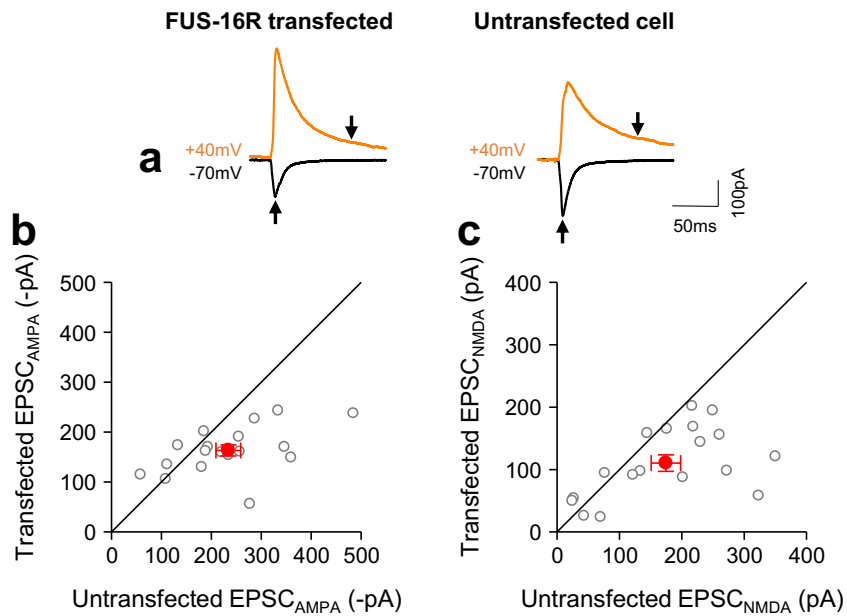 FUS-16R transfected
Untransfected cell
a
+40mV
-70mV
+40mV
-70mV
100pA
50ms
b
Transfected EPSCAMPA (-pA)
500
400
300
200
100
0
0 100 200 300 400 500
Untransfected EPSCAMPA (-pA)
c
Transfected EPSCNMDA (pA)
400
300
200
100
0
0 100 200 300 400
Untransfected EPSCNMDA (pA)